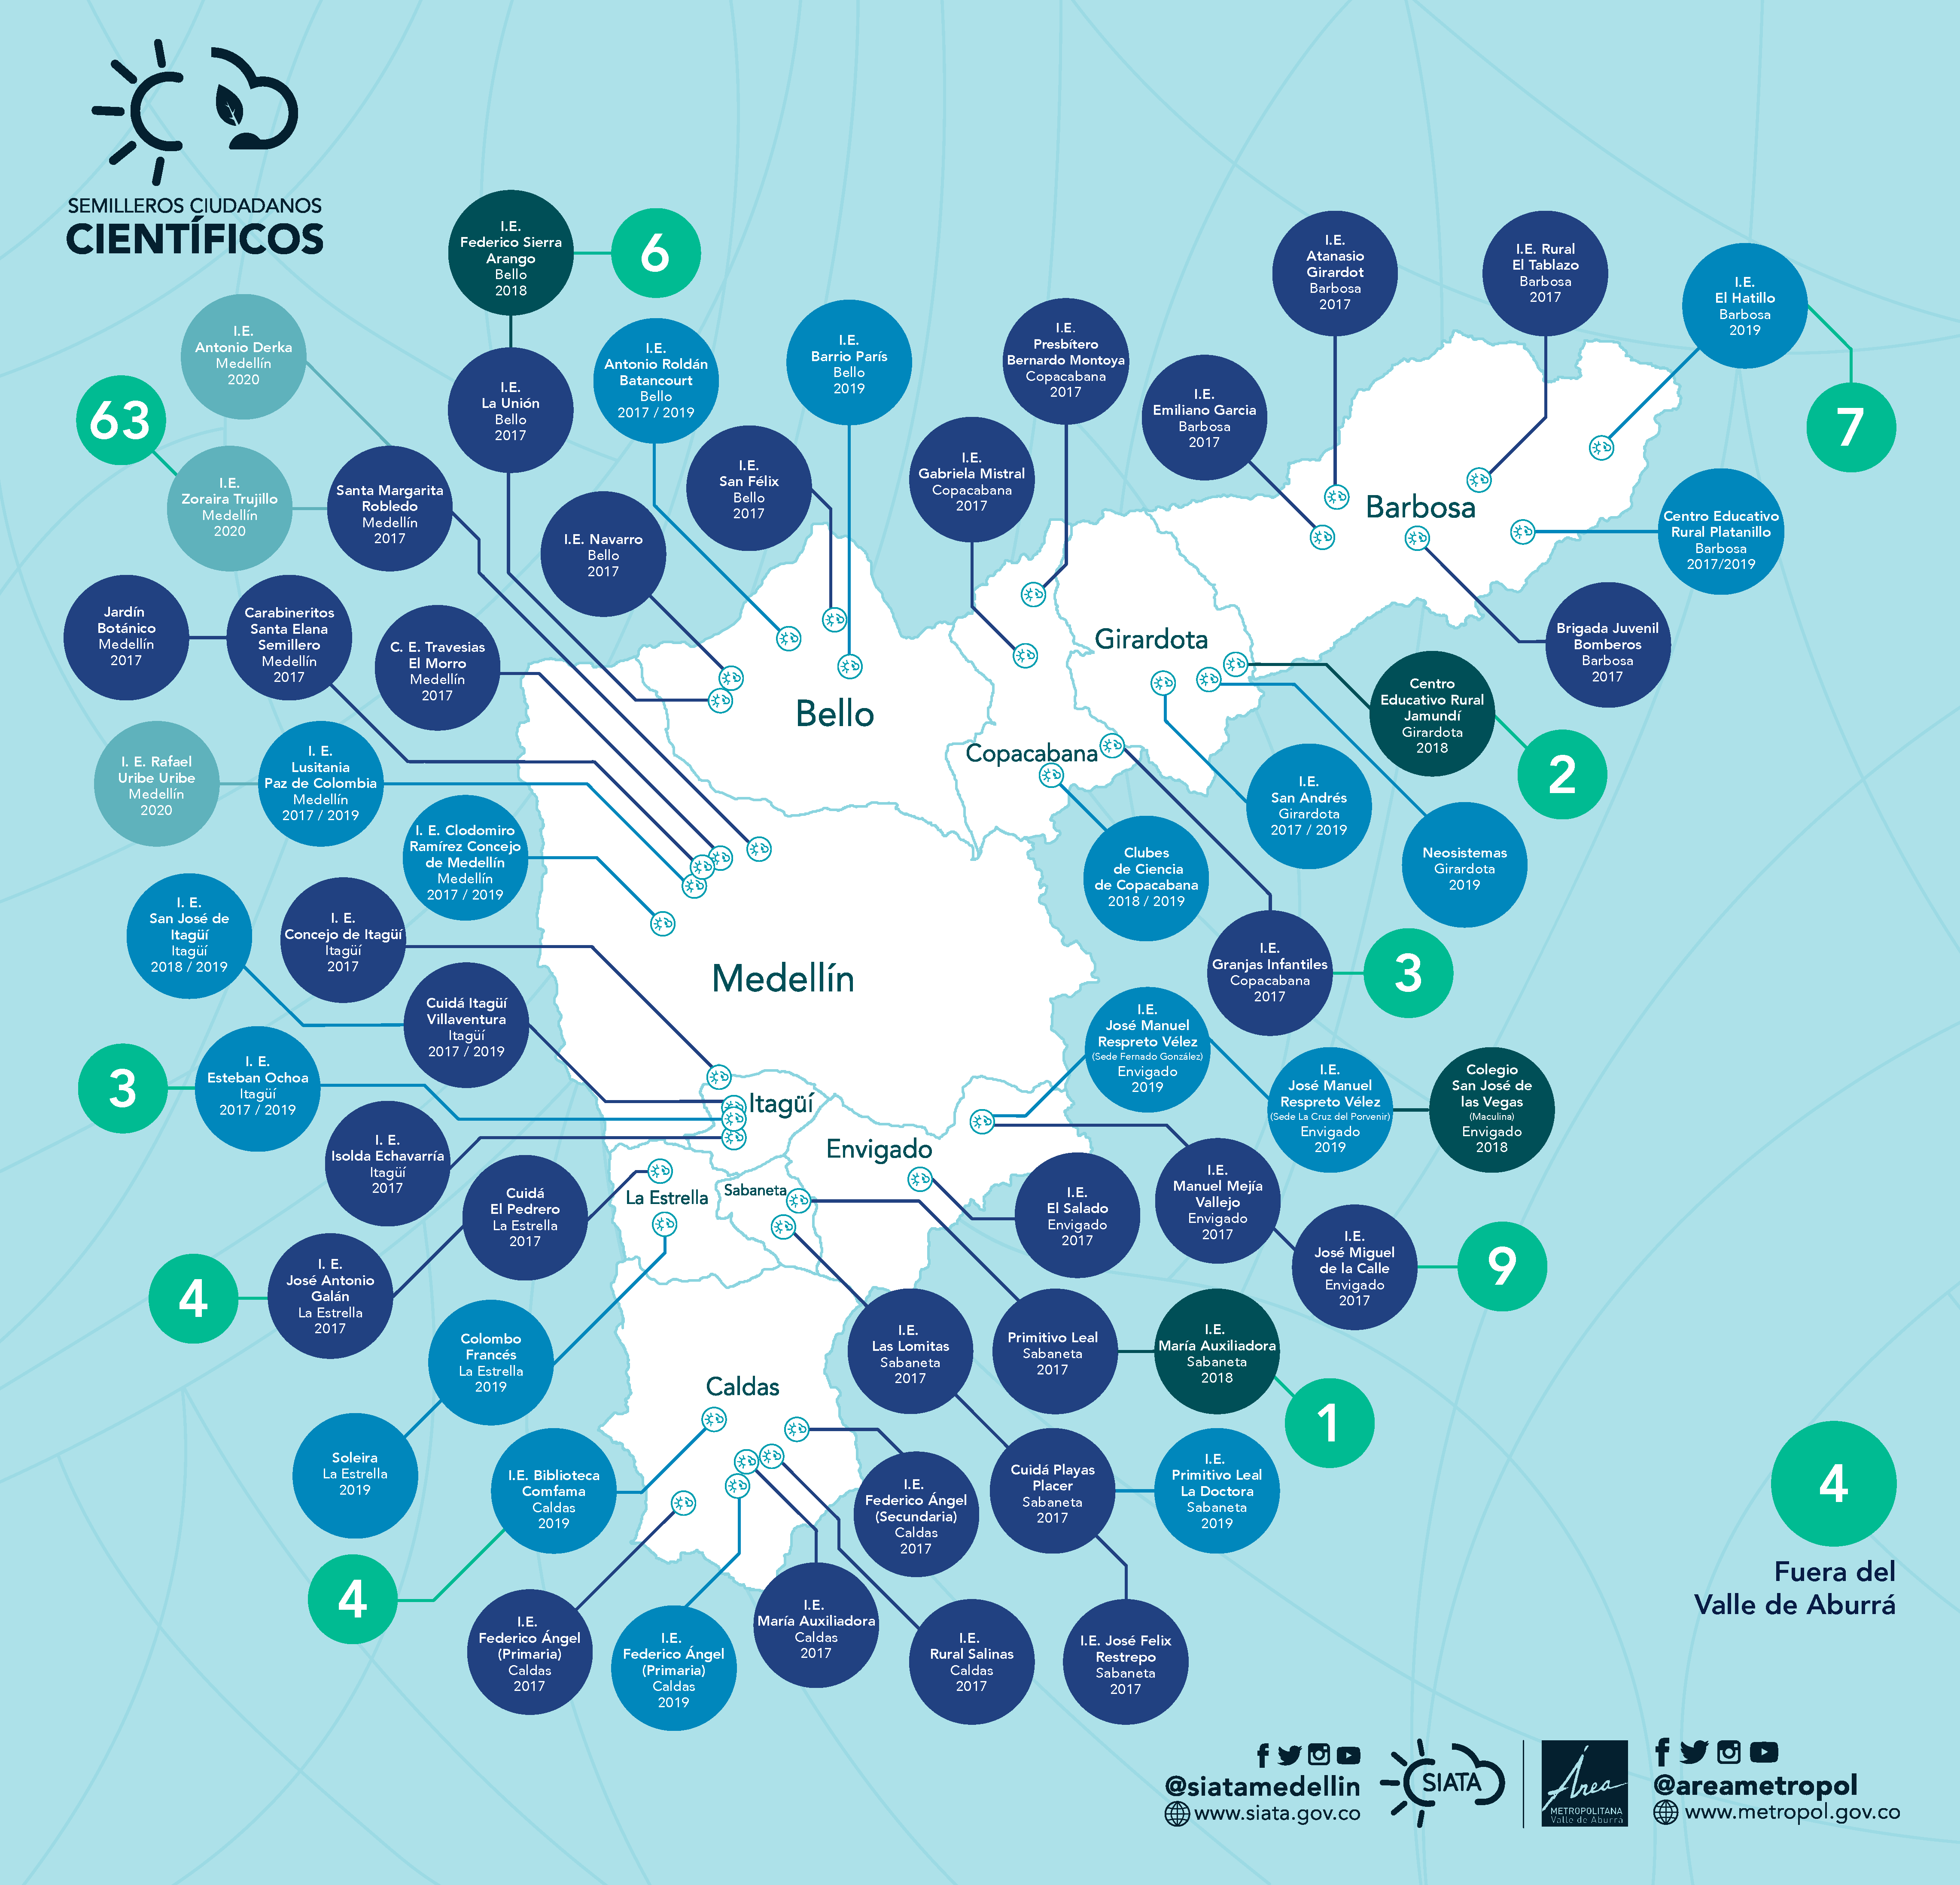 SEMILLEROS CIUDADANOS
CIENTÍFICOS
I.E.
Federico Sierra
Arango
Bello
2018
6
I.E.
Antonio Derka
Medellín
2020
63
I.E.
Zoraira Trujillo
Medellín
2020
Santa Margarita
Robledo
Medellín
2017
I.E.
La Unión
Bello
2017
I.E.
Antonio Roldán
Batancourt
Bello
2017 / 2019
I.E.
Barrio París
Bello
2019
I.E.
San Félix
Bello
2017
I.E. Navarro
Bello
2017
I.E.
Presbítero
Bernardo Montoya
Copacabana
2017
I.E.
Gabriela Mistral
Copacabana
2017
I.E.
Emiliano Garcia
Barbosa
2017
I.E.
Atanasio
Girardot
Barbosa
2017
I.E. Rural
El Tablazo
Barbosa
2017
I.E.
El Hatillo
Barbosa
2019
7
Centro Educativo
Rural Platanillo
Barbosa
2017/2019
Brigada Juvenil
Bomberos
Barbosa
2017
Barbosa
Girardota
Copacabana
Bello
Centro
Educativo Rural
Jamundí
Girardota
2018
2
I.E.
San Andrés
Girardota
2017 / 2019
Neosistemas
Girardota
2019
Clubes
de Ciencia
de Copacabana
2018 / 2019
I.E.
Granjas Infantiles
Copacabana
2017
3
Jardín
Botánico
Medellín
2017
Carabineritos
Santa Elana
Semillero
Medellín
2017
C. E. Travesias
El Morro
Medellín
2017
I. E. Rafael
Uribe Uribe
Medellín
2020
I. E.
Lusitania
Paz de Colombia
Medellín
2017 / 2019
I. E. Clodomiro
Ramírez Concejo
de Medellín
Medellín
2017 / 2019
Medellín
I. E.
San José de
Itagüí
Itagüí
2018 / 2019
I. E.
Concejo de Itagüí
Itagüí
2017
Cuidá Itagüí
Villaventura
Itagüí
2017 / 2019
3
I. E.
Esteban Ochoa
Itagüí
2017 / 2019
I. E.
Isolda Echavarría
Itagüí
2017
Itagüí
Envigado
La Estrella
Sabaneta
I.E.
José Manuel
Respreto Vélez
(Sede Fernado González)
Envigado
2019
I.E.
José Manuel
Respreto Vélez
(Sede La Cruz del Porvenir)
Envigado
2019
Colegio
San José de
las Vegas
(Maculina)
Envigado
2018
I.E.
Manuel Mejía
Vallejo
Envigado
2017
I.E.
El Salado
Envigado
2017
I.E.
José Miguel
de la Calle
Envigado
2017
9
Cuidá
El Pedrero
La Estrella
2017
4
I. E.
José Antonio
Galán
La Estrella
2017
Colombo
Francés
La Estrella
2019
Soleira
La Estrella
2019
I.E.
Las Lomitas
Sabaneta
2017
Primitivo Leal
Sabaneta
2017
I.E.
María Auxiliadora
Sabaneta
2018
1
Cuidá Playas
Placer
Sabaneta
2017
I.E.
Primitivo Leal
La Doctora
Sabaneta
2019
I.E. José Felix
Restrepo
Sabaneta
2017
Caldas
I.E. Biblioteca
Comfama
Caldas
2019
4
I.E.
Federico Ángel
(Secundaria)
Caldas
2017
I.E.
Federico Ángel
(Primaria)
Caldas
2017
I.E.
Federico Ángel
(Primaria)
Caldas
2019
I.E.
María Auxiliadora
Caldas
2017
I.E.
Rural Salinas
Caldas
2017
4
Fuera del
Valle de Aburrá
@siatamedellin
www.siata.gov.co
SIATA
Área
METROPOLITANA
Valle de Aburrá
@areametropol
www.metropol.gov.co